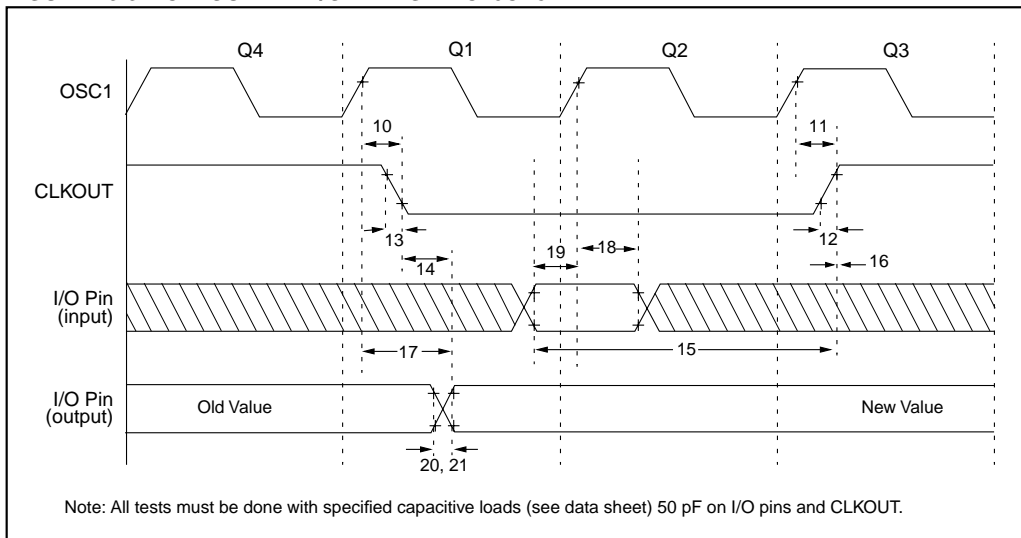 Q4 Q1 Q2 Q3
OSC1
10 11
CLKOUT
13 12
14 19 18 16
I/O Pin
(input)
17 15
I/O Pin
(output)
Old Value New Value
20, 21
Note: All tests must be done with specified capacitive loads (see data sheet) 50 pF on I/O pins and CLKOUT.